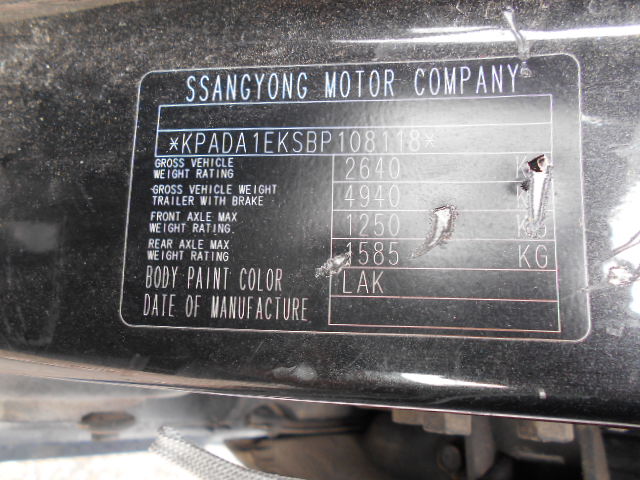 SSANGYONG MOTOR COMPANY
*KPADA1EKSBP108118*
GROSS VEHICLE WEIGHT RATING 2640
GROSS VEHICLE WEIGHT TRAILER WITH BRAKE 4940
FRONT AXLE MAX WEIGHT RATING. 1250 KG
REAR AXLE MAX WEIGHT RATING. 1585 KG
BODY PAINT COLOR LAK
DATE OF MANUFACTURE